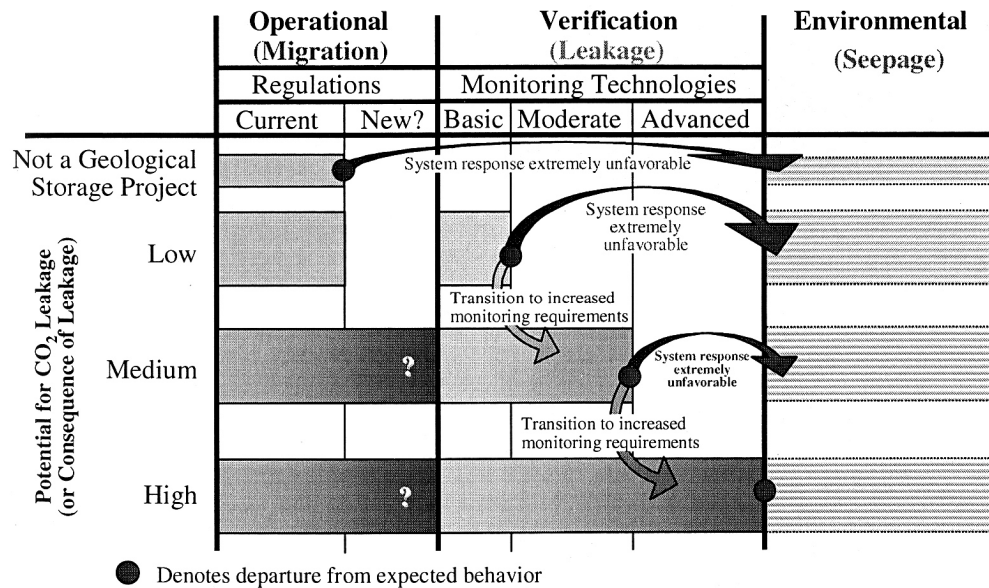 Operational
(Migration)
Verification
(Leakage)
Environmental
(Seepage)
Regulations
Monitoring Technologies
Current
New?
Basic
Moderate
Advanced
Not a Geological
Storage Project
System response extremely unfavorable
Low
System response
extremely
unfavorable
Transition to increased
monitoring requirements
Medium
?
System response
extremely
unfavorable
Transition to increased
monitoring requirements
High
?
Potential for CO2 Leakage
(or Consequence of Leakage)
Denotes departure from expected behavior